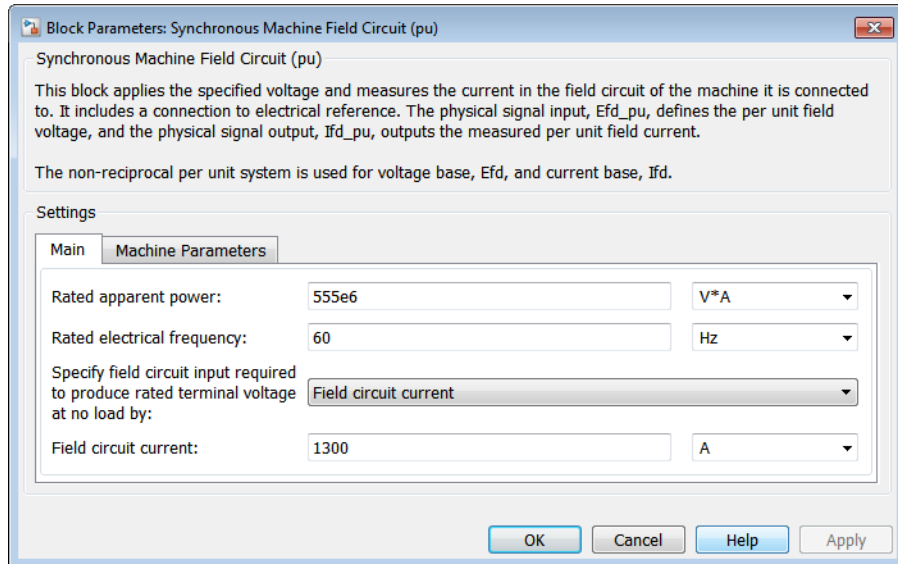 Block Parameters: Synchronous Machine Field Circuit (pu)
Synchronous Machine Field Circuit (pu)
This block applies the specified voltage and measures the current in the field circuit of the machine it is connected
to. It includes a connection to electrical reference. The physical signal input, Efd_pu, defines the per unit field
voltage, and the physical signal output, Ifd_pu, outputs the measured per unit field current.
The non-reciprocal per unit system is used for voltage base, Efd, and current base, Ifd.
Settings
Main Machine Parameters
Rated apparent power: 555e6 V*A
Rated electrical frequency: 60 Hz
Specify field circuit input required
to produce rated terminal voltage Field circuit current
at no load by:
Field circuit current: 1300 A
OK Cancel Help Apply